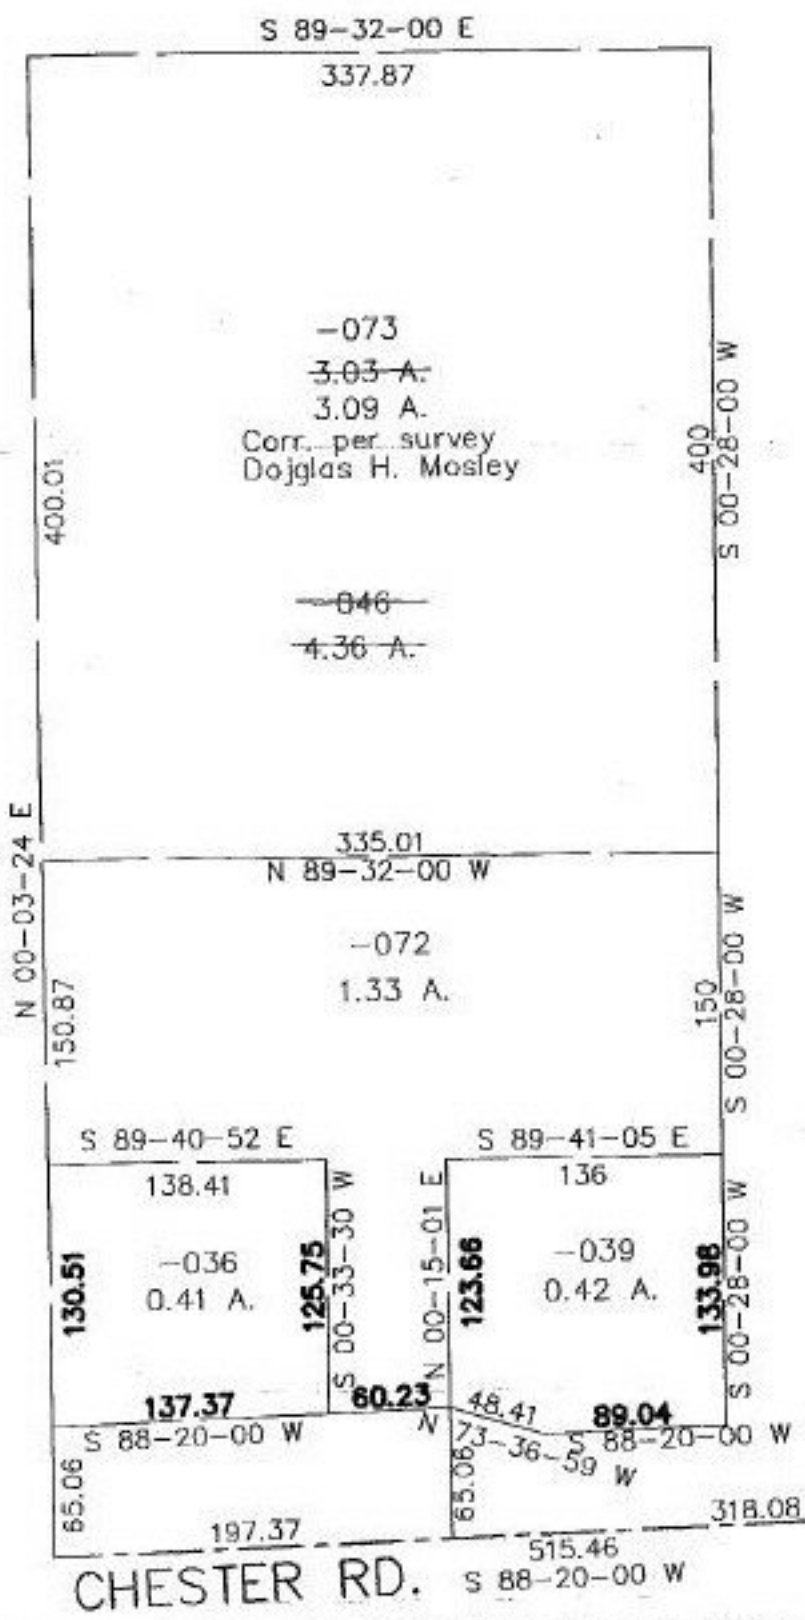 S 89-32-00 E
337.87
-073
3.03 A.
3.09 A.
Corr. per survey
Dojglas H. Mosley
400.01
400
S 00-28-00 W
-046
4.36 A.
N 00-03-24 E
335.01
N 89-32-00 W
-072
1.33 A.
150.87
150
S 00-28-00 W
S 89-40-52 E
138.41
S 89-41-05 E
136
-036
0.41 A.
130.51
125.75
S 00-33-30 W
N 00-15-01 E
123.66
-039
0.42 A.
133.98
S 00-28-00 W
137.37
S 88-20-00 W
60.23
48.41
N 73-36-59 W
89.04
S 88-20-00 W
65.06
65.06
197.37
318.08
515.46
CHESTER RD.
S 88-20-00 W